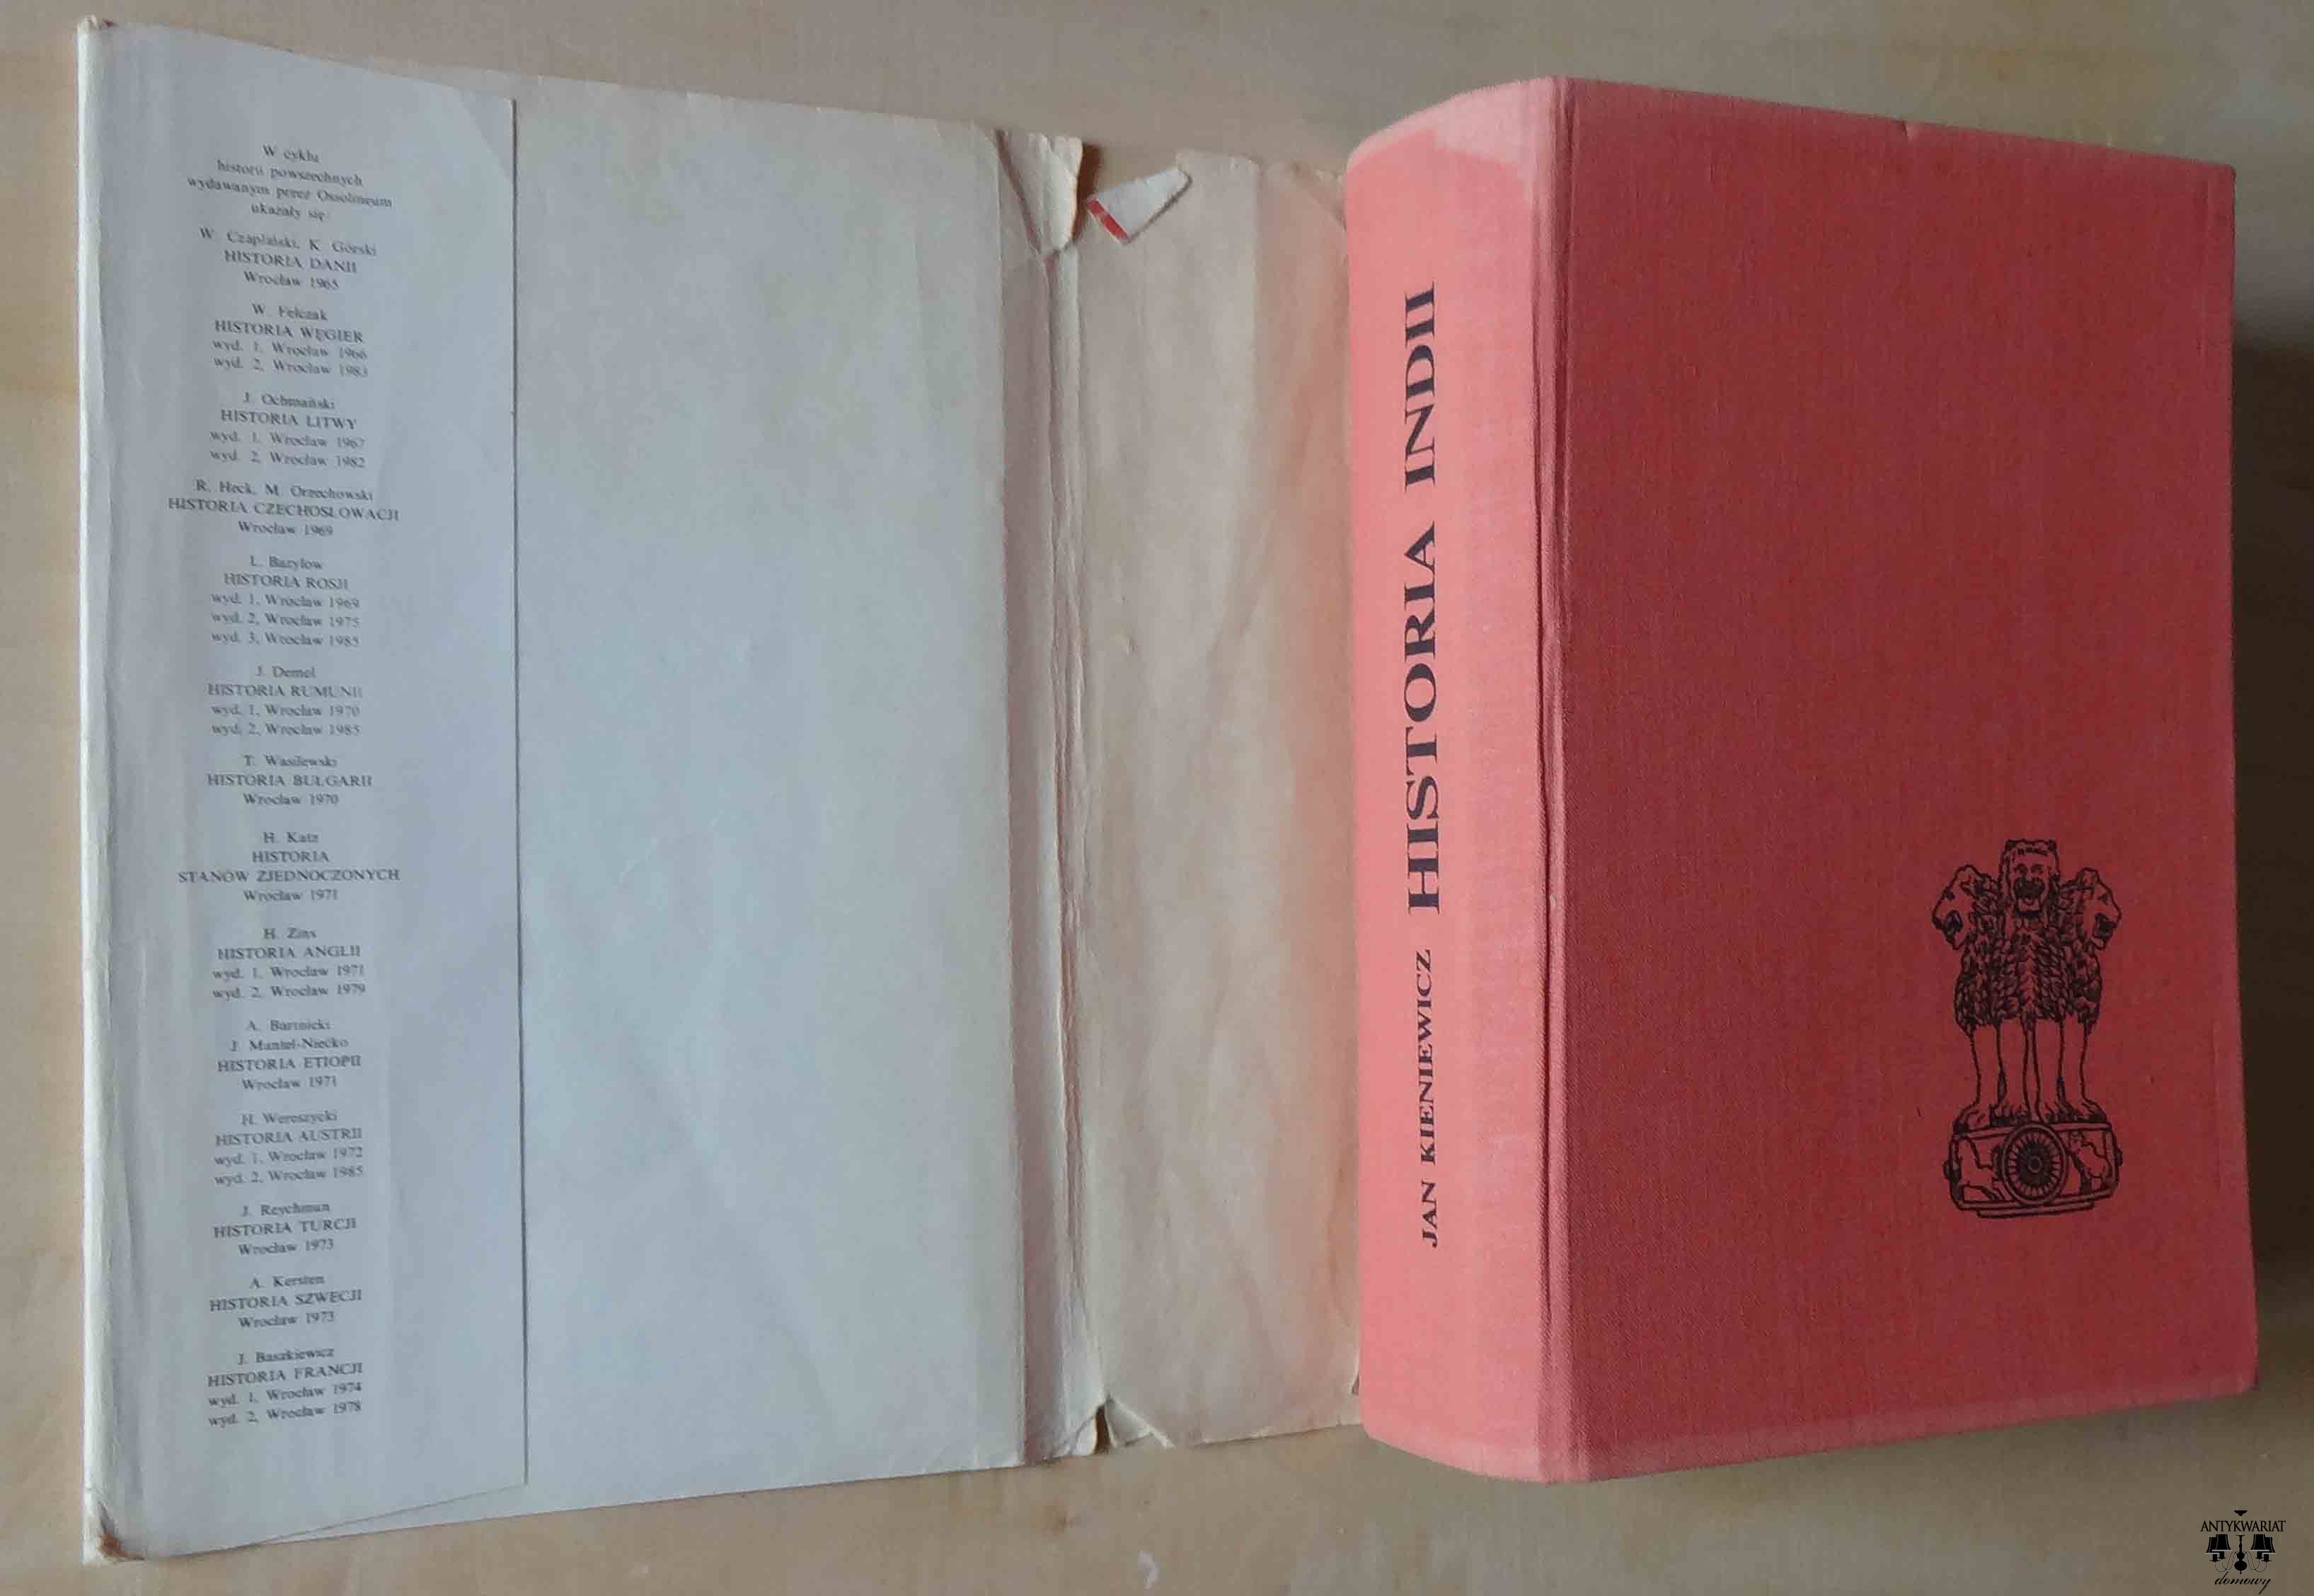 W cyklu
historii powszechnych
wydawanym przez Ossolineum
ukazały się
W. Czapliński, K. Górski
HISTORIA DANII
Wrocław 1965
W. Felczak
HISTORIA WĘGIER
wyd. 1, Wrocław 1966
wyd. 2, Wrocław 1983
J. Ochmański
HISTORIA LITWY
wyd. 1, Wrocław 1967
wyd. 2, Wrocław 1982
R. Heck, M. Orzechowski
HISTORIA CZECHOSŁOWACJI
Wrocław 1969
L. Bazylow
HISTORIA ROSJI
wyd. 1, Wrocław 1969
wyd. 2, Wrocław 1975
wyd. 3, Wrocław 1985
J. Demel
HISTORIA RUMUNII
wyd. 1, Wrocław 1970
wyd. 2, Wrocław 1985
T. Wasilewski
HISTORIA BUŁGARII
Wrocław 1970
H. Katz
HISTORIA
STANÓW ZJEDNOCZONYCH
Wrocław 1971
H. Zins
HISTORIA ANGLII
wyd. 1, Wrocław 1971
wyd. 2, Wrocław 1979
A. Bartnicki
J. Mantel-Niećko
HISTORIA ETIOPII
Wrocław 1971
H. Wereszycki
HISTORIA AUSTRII
wyd. 1, Wrocław 1972
wyd. 2, Wrocław 1985
J. Reychman
HISTORIA TURCJI
Wrocław 1973
A. Kersten
HISTORIA SZWECJI
Wrocław 1973
J. Baszkiewicz
HISTORIA FRANCJI
wyd. 1, Wrocław 1974
wyd. 2, Wrocław 1978
JAN KIENIEWICZ HISTORIA INDII
ANTYKWARIAT
domowy